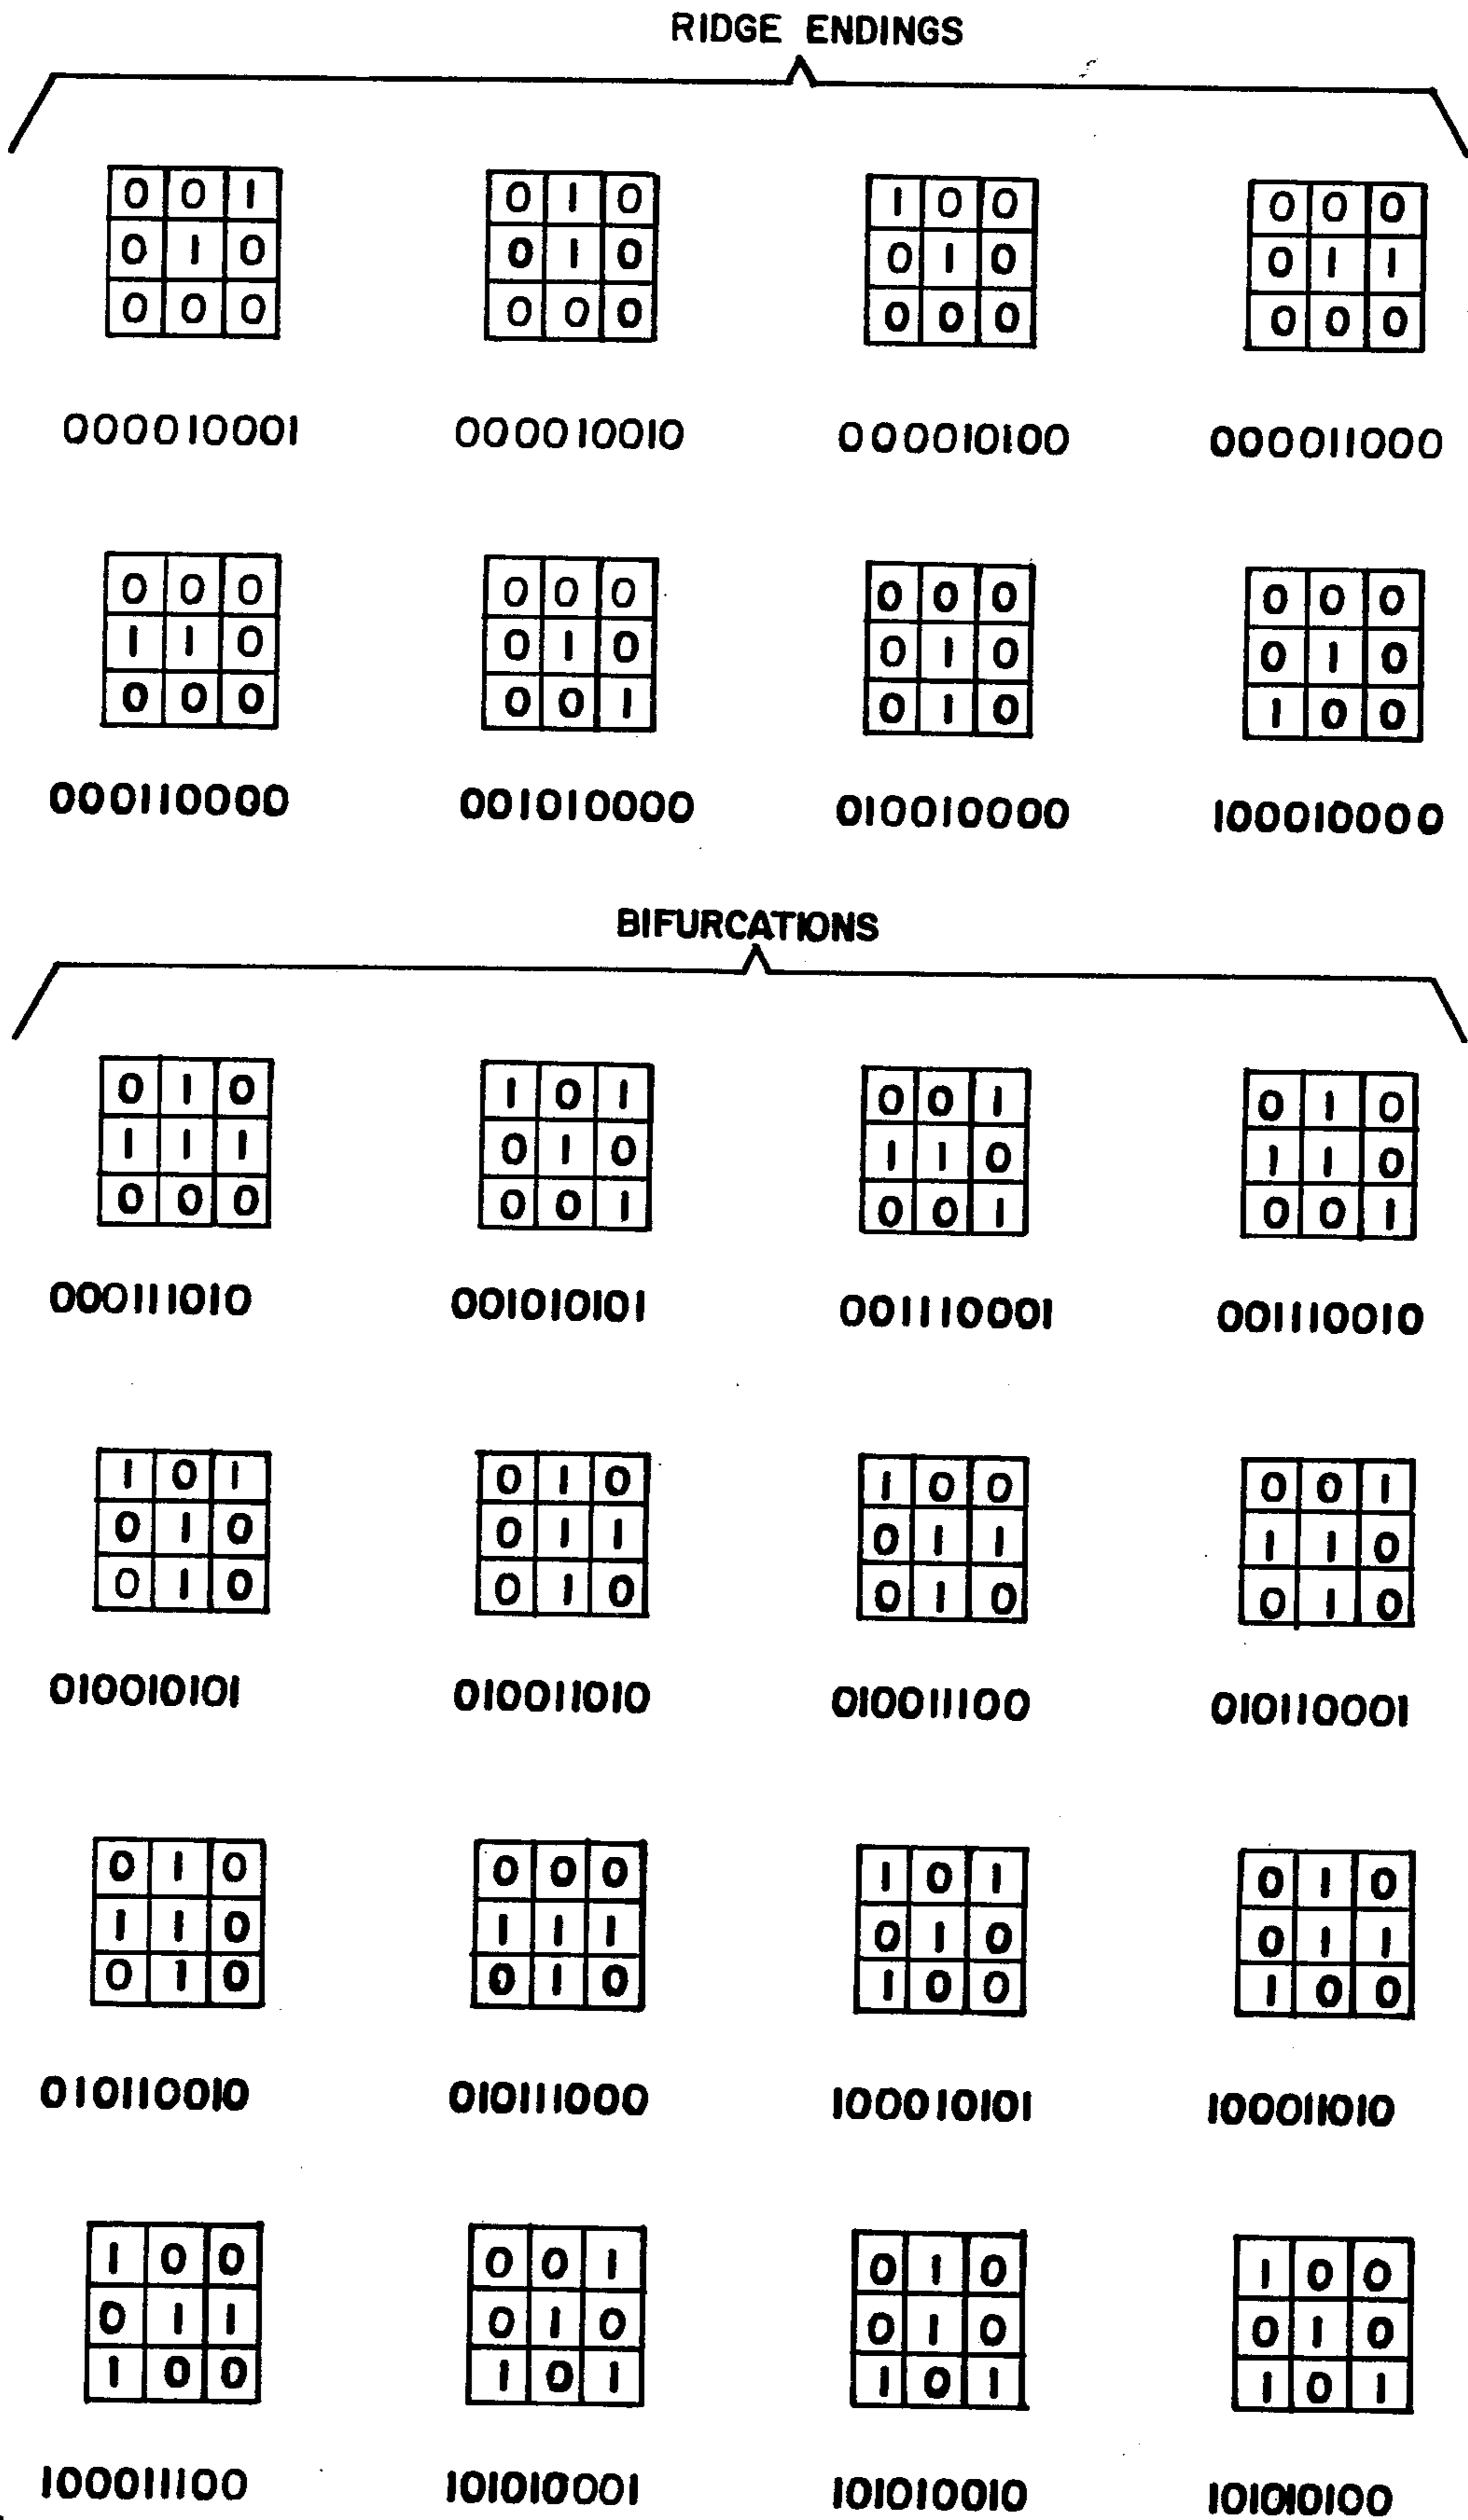 RIDGE ENDINGS
0 0 1 0 1 0 1 0 0 0 0 0
0 1 0 0 1 0 0 1 0 0 1 1
0 0 0 0 0 0 0 0 0 0 0 0
000010001 000010010 000010100 000011000
0 0 0 0 0 0 0 0 0 0 0 0
1 1 0 0 1 0 0 1 0 0 1 0
0 0 0 0 0 1 0 1 0 1 0 0
000110000 001010000 010010000 100010000
BIFURCATIONS
0 1 0 1 0 1 0 0 1 0 1 0
1 1 1 0 1 0 1 1 0 1 1 0
0 0 0 0 0 1 0 0 1 0 0 1
000111010 001010101 001110001 001110010
1 0 1 0 1 0 1 0 0 0 0 1
0 1 0 0 1 1 0 1 1 1 1 0
0 1 0 0 1 0 0 1 0 0 1 0
010010101 010011010 010011100 010110001
0 1 0 0 0 0 1 0 1 0 1 0
1 1 0 1 1 1 0 1 0 0 1 1
0 1 0 0 1 0 1 0 0 1 0 0
010110010 010111000 100010101 100011010
1 0 0 0 0 1 0 1 0 1 0 0
0 1 1 0 1 0 0 1 0 0 1 0
1 0 0 1 0 1 1 0 1 1 0 1
100011100 101010001 101010010 101010100